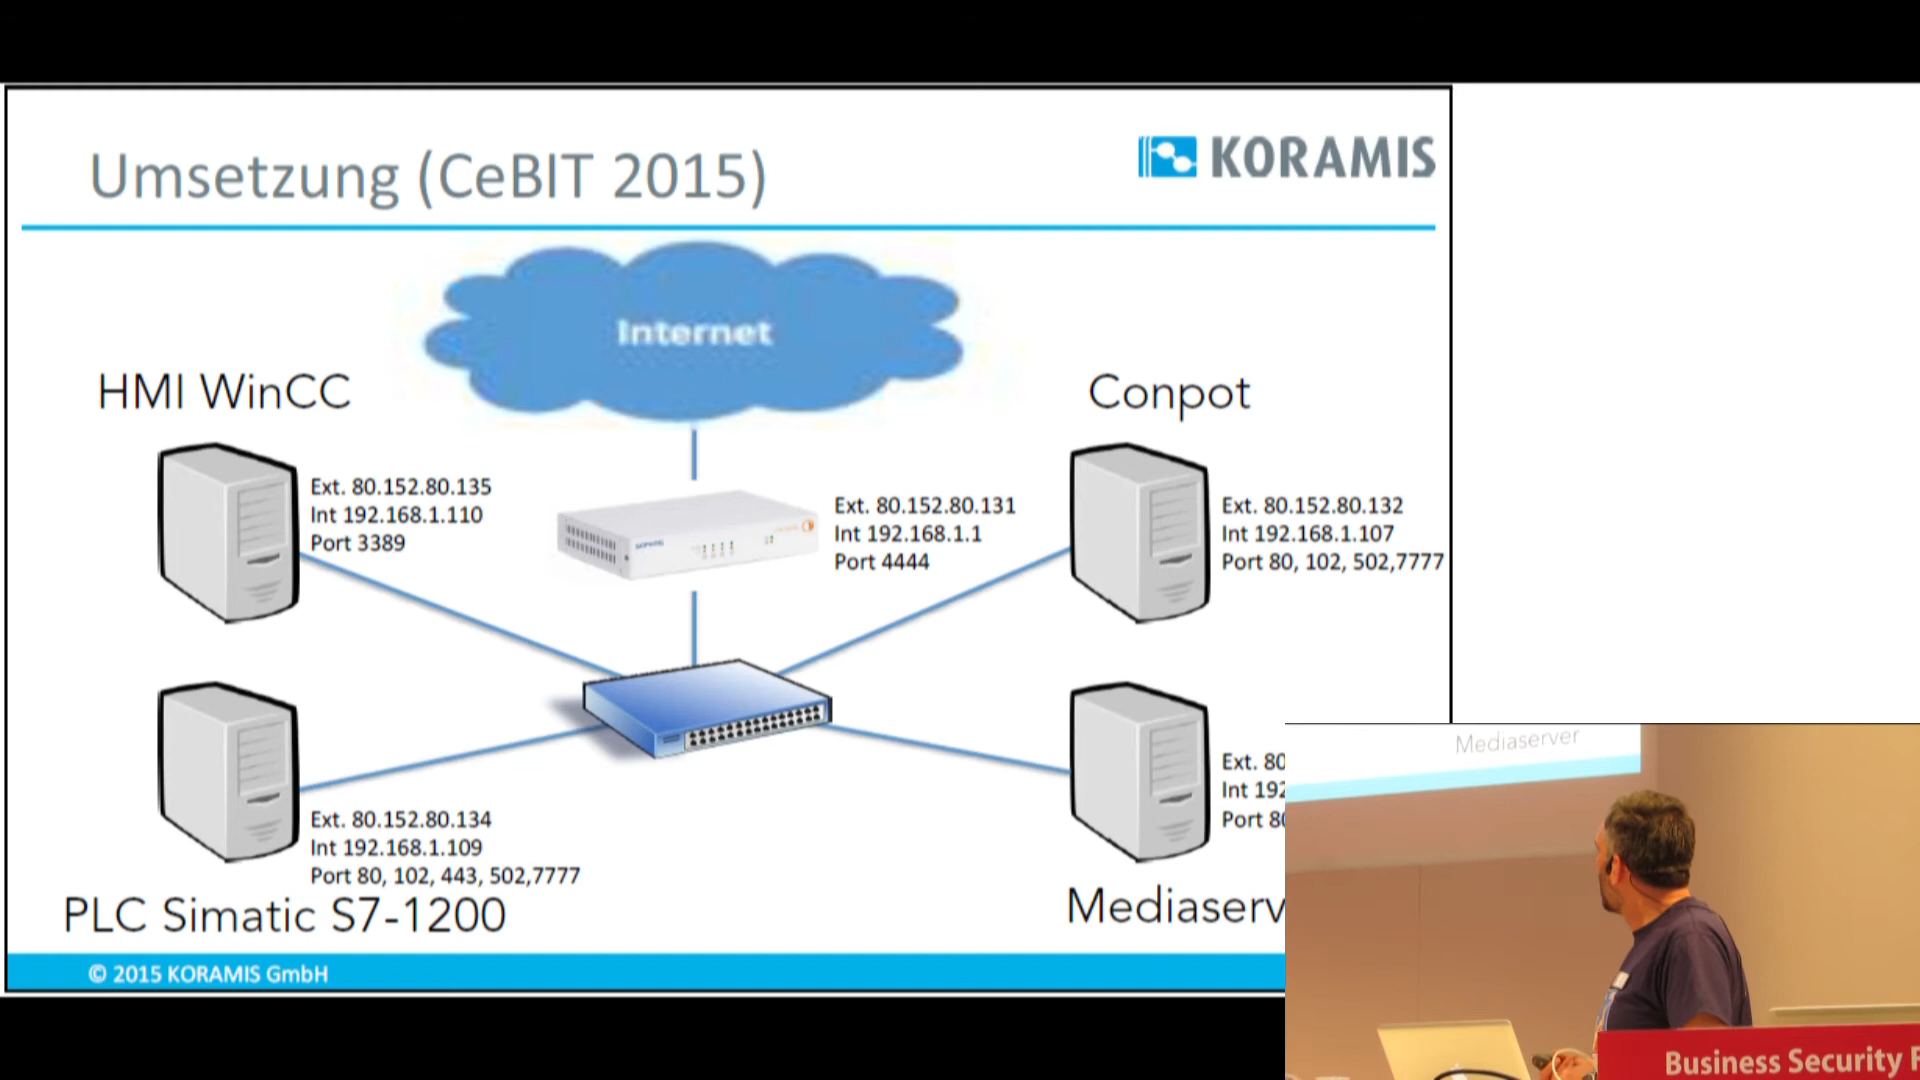 Umsetzung (CeBIT 2015)
KORAMIS
Internet
HMI WinCC
Ext. 80.152.80.135
Int 192.168.1.110
Port 3389
Ext. 80.152.80.131
Int 192.168.1.1
Port 4444
Conpot
Ext. 80.152.80.132
Int 192.168.1.107
Port 80, 102, 502,7777
Ext. 80.152.80.134
Int 192.168.1.109
Port 80, 102, 443, 502,7777
PLC Simatic S7-1200
Ext. 80
Int 192
Port 80
Mediaserv
© 2015 KORAMIS GmbH
Mediaserver
Business Security F